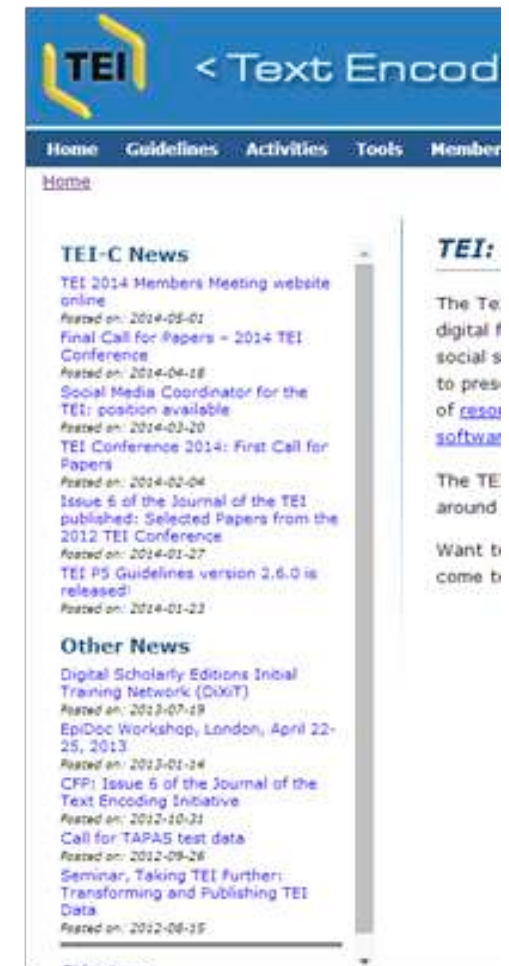 TEI
< Text Encod
Home Guidelines Activities Tools Member
Home
TEI-C News
TEI 2014 Members Meeting website
online
Posted on: 2014-05-01
Final Call for Papers – 2014 TEI
Conference
Posted on: 2014-04-18
Social Media Coordinator for the
TEI: position available
Posted on: 2014-03-20
TEI Conference 2014: First Call for
Papers
Posted on: 2014-02-04
Issue 6 of the Journal of the TEI
published: Selected Papers from the
2012 TEI Conference
Posted on: 2014-01-27
TEI P5 Guidelines version 2.6.0 is
released!
Posted on: 2014-01-23
Other News
Digital Scholarly Editions Initial
Training Network (DiXiT)
Posted on: 2013-07-19
EpiDoc Workshop, London, April 22-
25, 2013
Posted on: 2013-01-14
CFP: Issue 6 of the Journal of the
Text Encoding Initiative
Posted on: 2012-10-31
Call for TAPAS test data
Posted on: 2012-09-26
Seminar, Taking TEI Further:
Transforming and Publishing TEI
Data
Posted on: 2012-08-15
TEI:
The Te
digital f
social s
to prese
of resou
softwar
The TE
around
Want to
come to